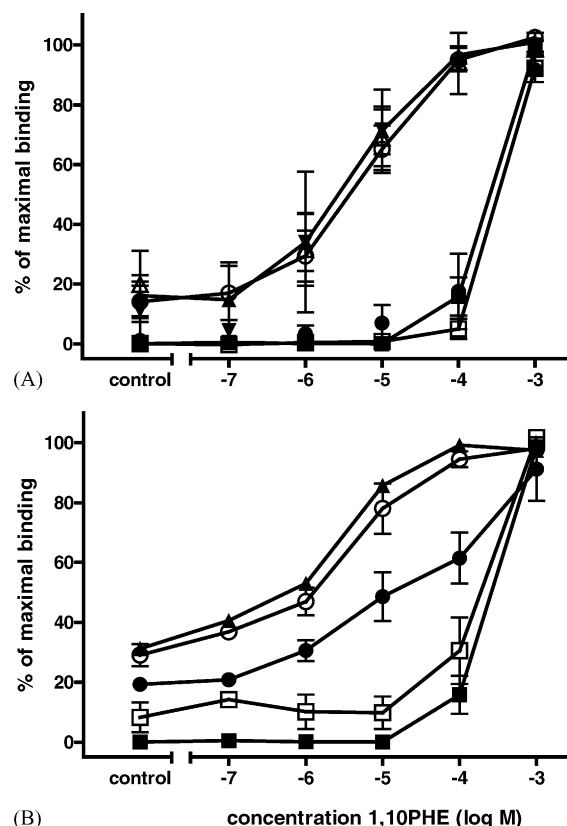 100
80
60
40
20
0
% of maximal binding
(A)
control -7 -6 -5 -4 -3
100
80
60
40
20
0
% of maximal binding
control -7 -6 -5 -4 -3
(B)
concentration 1,10PHE (log M)